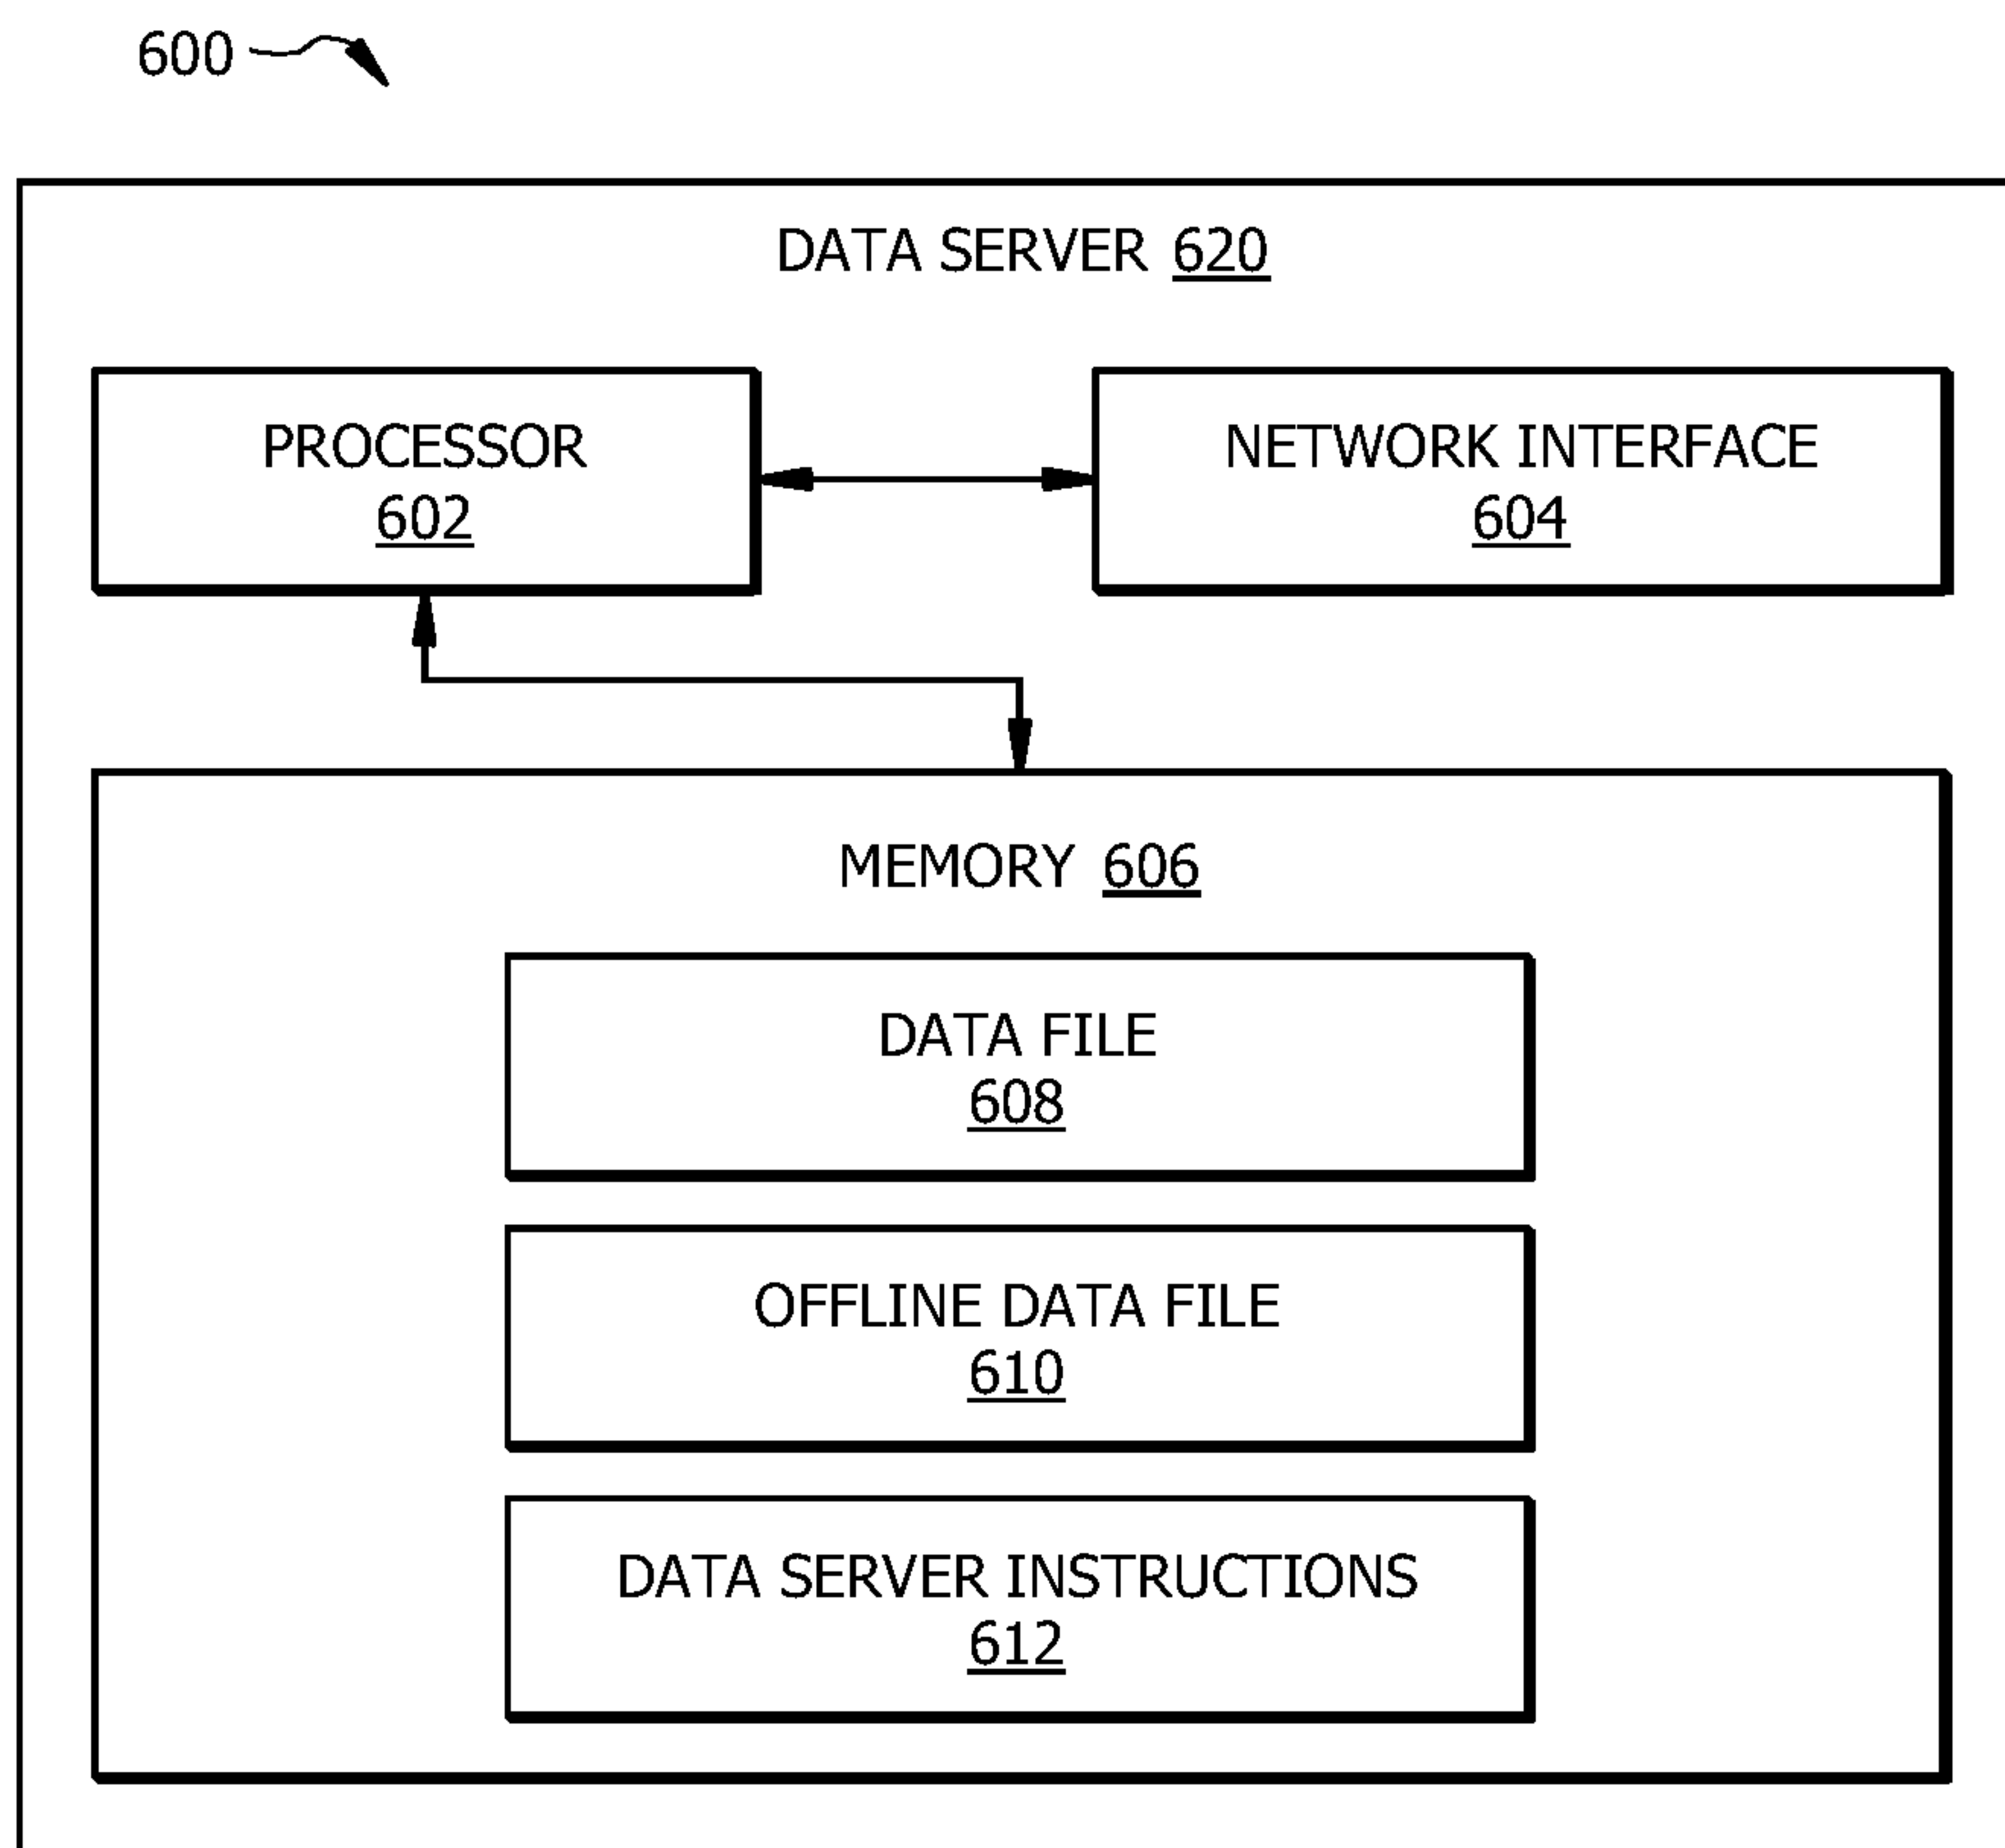 600
DATA SERVER 620
PROCESSOR
602
NETWORK INTERFACE
604
MEMORY 606
DATA FILE
608
OFFLINE DATA FILE
610
DATA SERVER INSTRUCTIONS
612